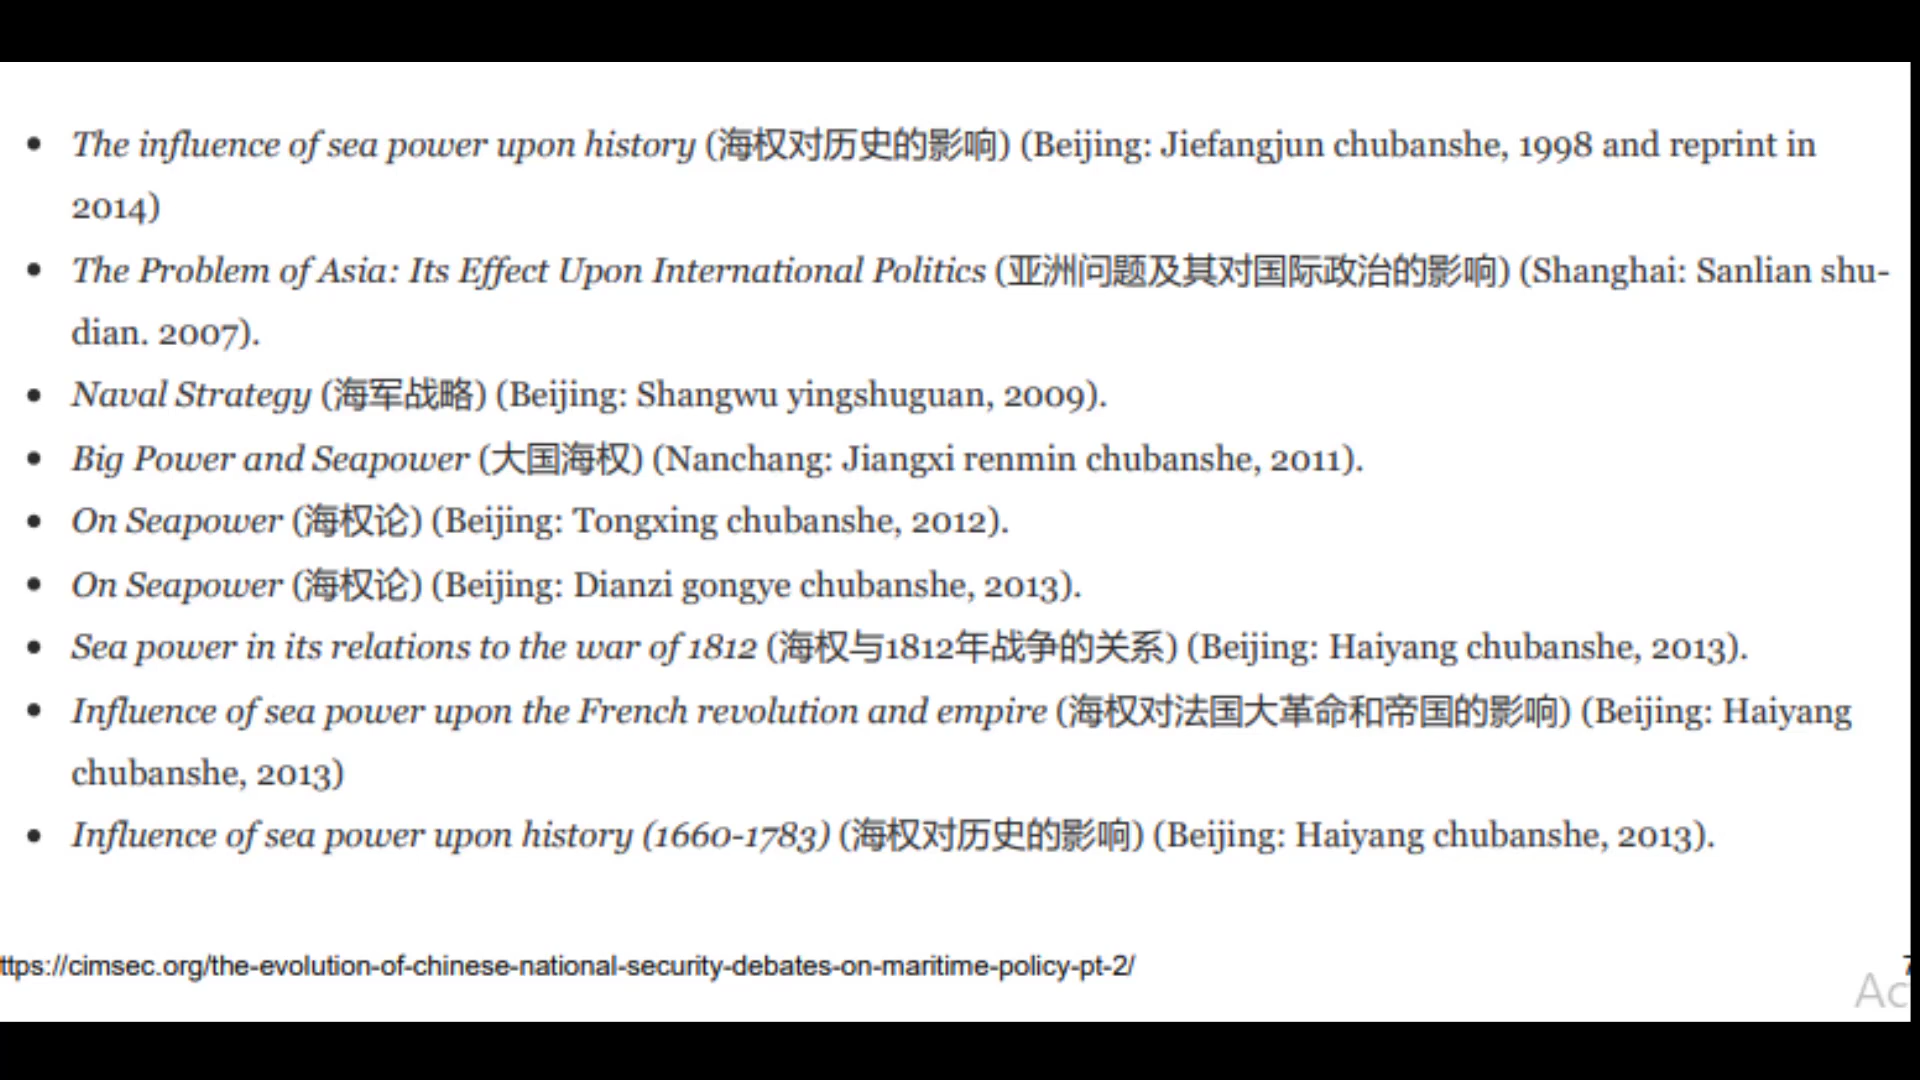 The influence of sea power upon history (海权对历史的影响) (Beijing: Jiefangjun chubanshe, 1998 and reprint in
2014)
The Problem of Asia: Its Effect Upon International Politics (亚洲问题及其对国际政治的影响) (Shanghai: Sanlian shu-
dian. 2007).
Naval Strategy (海军战略) (Beijing: Shangwu yingshuguan, 2009).
Big Power and Seapower (大国海权) (Nanchang: Jiangxi renmin chubanshe, 2011).
On Seapower (海权论) (Beijing: Tongxing chubanshe, 2012).
On Seapower (海权论) (Beijing: Dianzi gongye chubanshe, 2013).
Sea power in its relations to the war of 1812 (海权与1812年战争的关系) (Beijing: Haiyang chubanshe, 2013).
Influence of sea power upon the French revolution and empire (海权对法国大革命和帝国的影响) (Beijing: Haiyang
chubanshe, 2013)
Influence of sea power upon history (1660-1783) (海权对历史的影响) (Beijing: Haiyang chubanshe, 2013).
ttps://cimsec.org/the-evolution-of-chinese-national-security-debates-on-maritime-policy-pt-2/
Ac